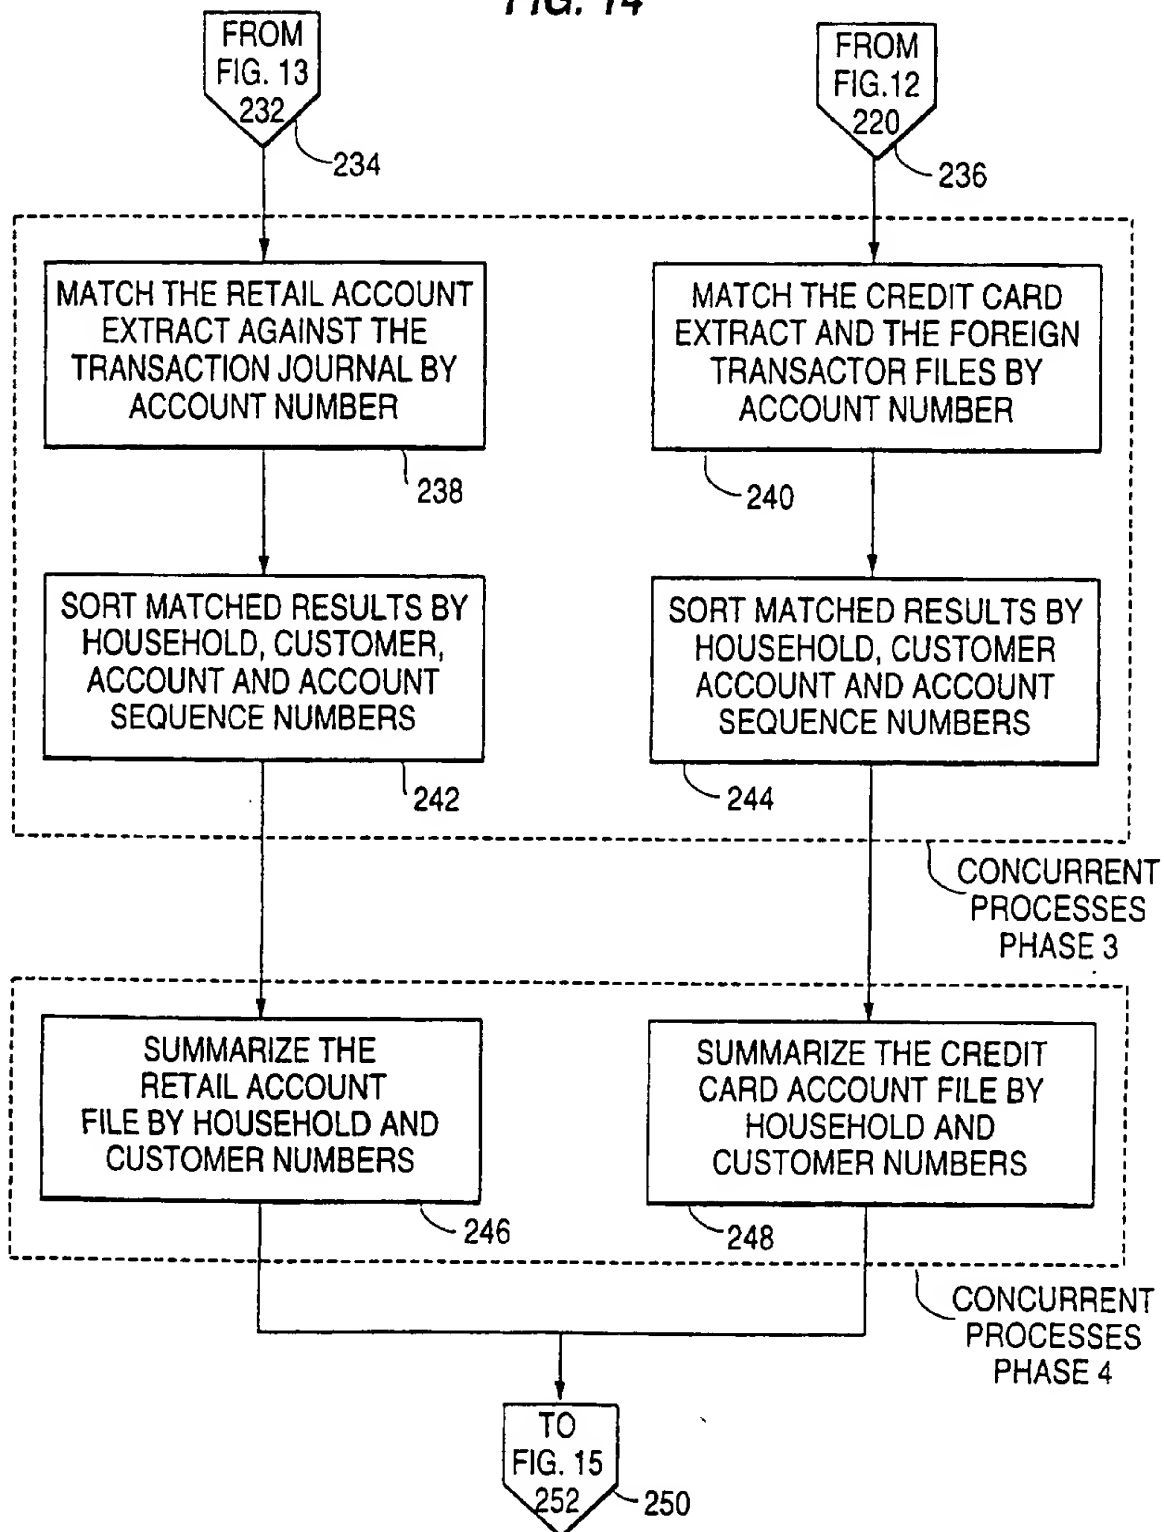 FIG. 14
FROM
FIG. 13
232
234
FROM
FIG.12
220
236
MATCH THE RETAIL ACCOUNT
EXTRACT AGAINST THE
TRANSACTION JOURNAL BY
ACCOUNT NUMBER
238
MATCH THE CREDIT CARD
EXTRACT AND THE FOREIGN
TRANSACTOR FILES BY
ACCOUNT NUMBER
240
SORT MATCHED RESULTS BY
HOUSEHOLD, CUSTOMER,
ACCOUNT AND ACCOUNT
SEQUENCE NUMBERS
242
SORT MATCHED RESULTS BY
HOUSEHOLD, CUSTOMER
ACCOUNT AND ACCOUNT
SEQUENCE NUMBERS
244
CONCURRENT
PROCESSES
PHASE 3
SUMMARIZE THE
RETAIL ACCOUNT
FILE BY HOUSEHOLD AND
CUSTOMER NUMBERS
246
SUMMARIZE THE CREDIT
CARD ACCOUNT FILE BY
HOUSEHOLD AND
CUSTOMER NUMBERS
248
CONCURRENT
PROCESSES
PHASE 4
TO
FIG. 15
252
250